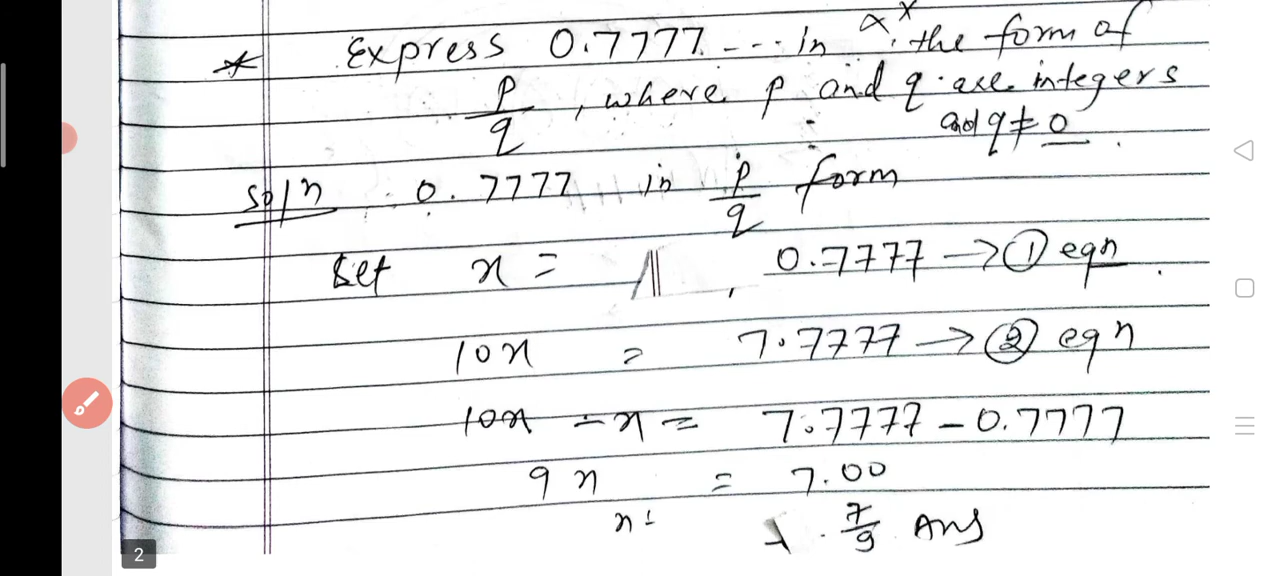 * Express 0.7777 --- in the form of
p/q, where p and q are integers
and q ≠ 0
Soln 0.7777 in p/q form
Let x = 0.7777 → ① eqn
10x = 7.7777 → ② eqn
10x - x = 7.7777 - 0.7777
9x = 7.00
x = 7/9 Ans
2